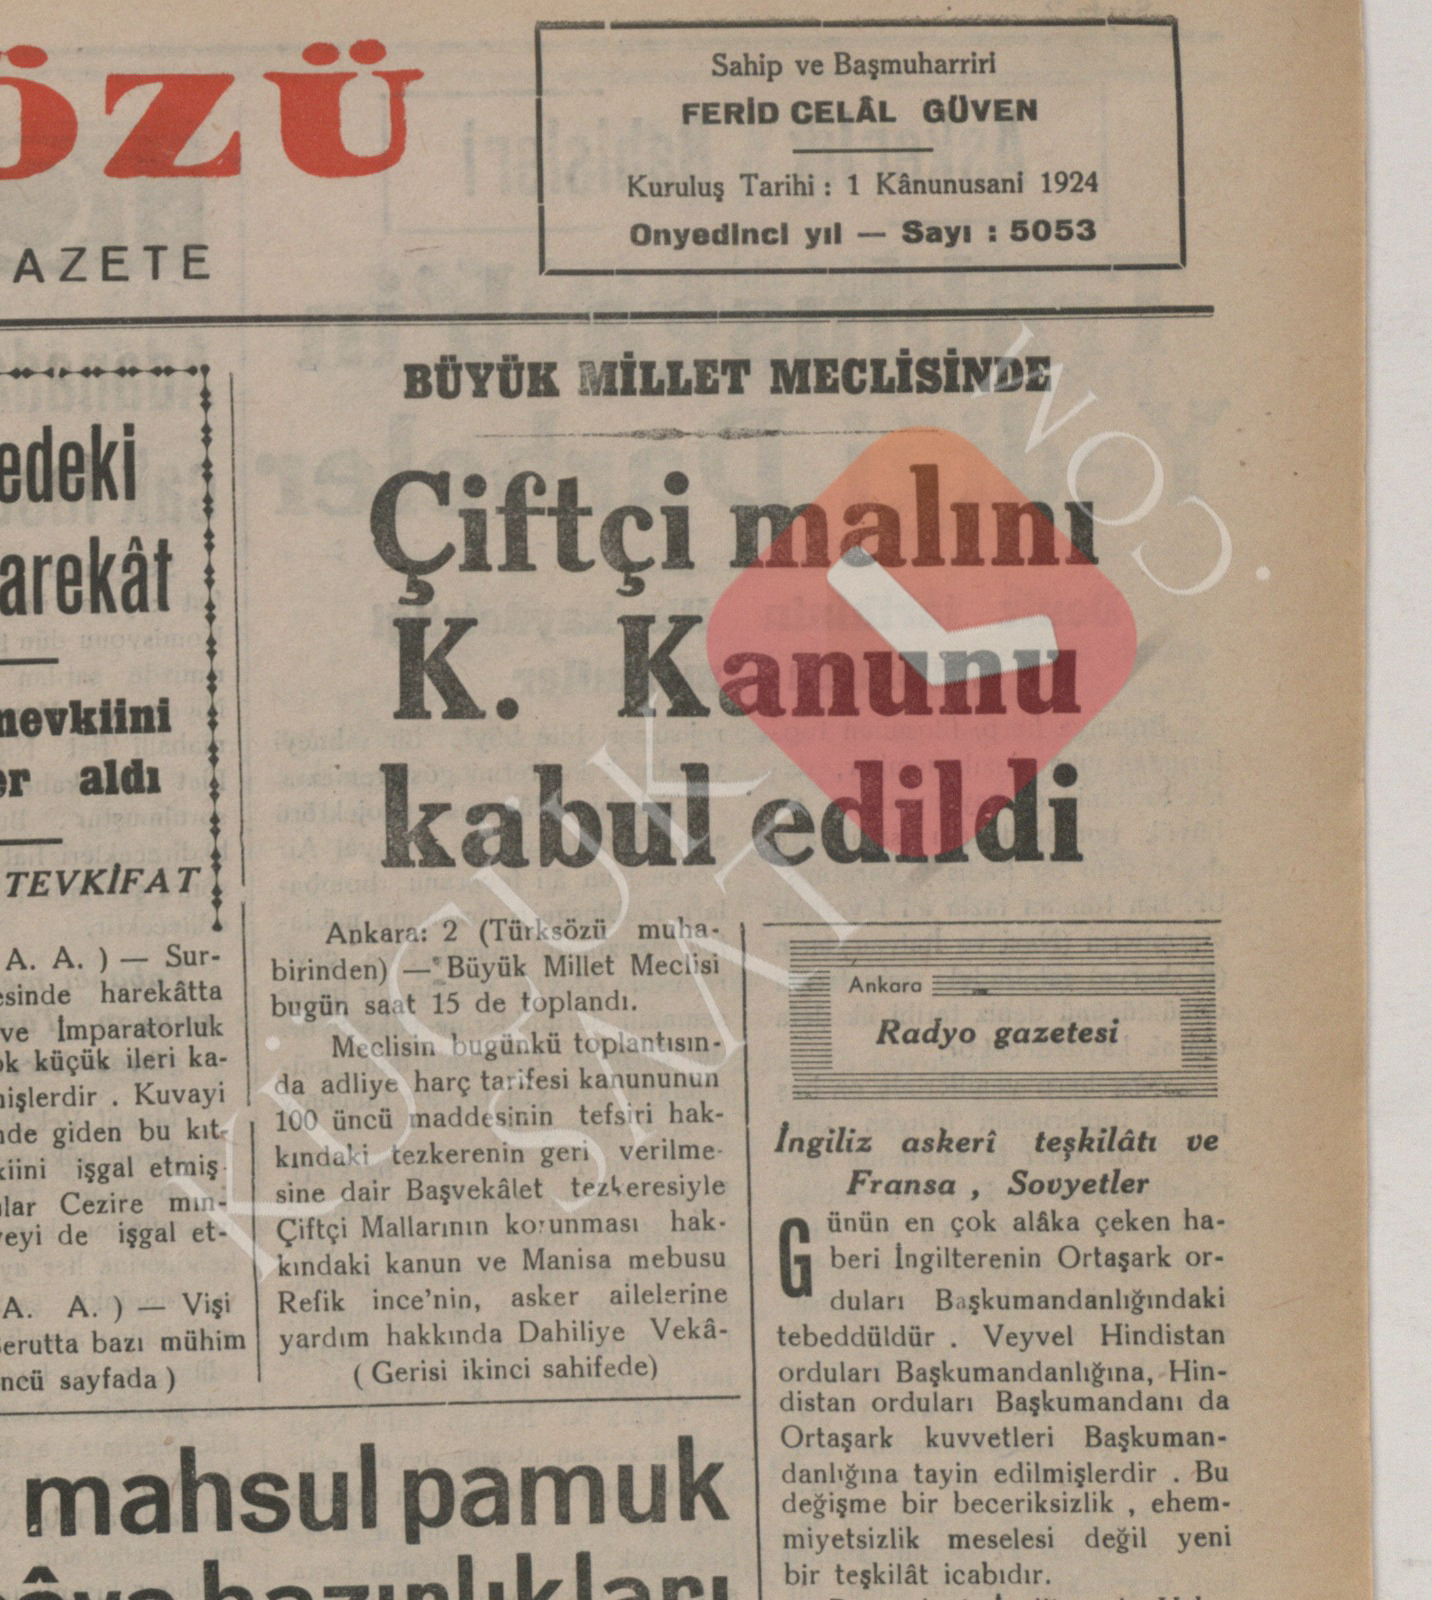 ÖZÜ
AZETE
Sahip ve Başmuharriri
FERİD CELÂL GÜVEN
Kuruluş Tarihi : 1 Kânunusani 1924
Onyedinci yıl — Sayı : 5053
edeki
arekât
nevkiini
er aldı
TEVKİFAT
A. A. ) — Sur-
esinde harekâtta
ve İmparatorluk
ok küçük ileri ka-
nişlerdir . Kuvayi
nde giden bu kıt-
kiini işgal etmiş-
ılar Cezire mın-
veyi de işgal et-
A. A. ) — Vişi
Berutta bazı mühim
ncü sayfada )
BÜYÜK MİLLET MECLİSİNDE
Çiftçi malını
K. Kanunu
kabul edildi
Ankara: 2 (Türksözü muha-
birinden) — Büyük Millet Meclisi
bugün saat 15 de toplandı.
Meclisin bugünkü toplantısın-
da adliye harç tarifesi kanununun
100 üncü maddesinin tefsiri hak-
kındaki tezkerenin geri verilme-
sine dair Başvekâlet tezkeresiyle
Çiftçi Mallarının korunması hak-
kındaki kanun ve Manisa mebusu
Refik ince'nin, asker ailelerine
yardım hakkında Dahiliye Vekâ-
( Gerisi ikinci sahifede)
Ankara
Radyo gazetesi
İngiliz askerî teşkilâtı ve
Fransa , Sovyetler
Günün en çok alâka çeken ha-
beri İngilterenin Ortaşark or-
duları Başkumandanlığındaki
tebeddüldür . Veyvel Hindistan
orduları Başkumandanlığına, Hin-
distan orduları Başkumandanı da
Ortaşark kuvvetleri Başkuman-
danlığına tayin edilmişlerdir . Bu
değişme bir beceriksizlik , ehem-
miyetsizlik meselesi değil yeni
bir teşkilât icabıdır.
mahsul pamuk
hazırlıkları
KÜÇÜK
SAAT
.COM